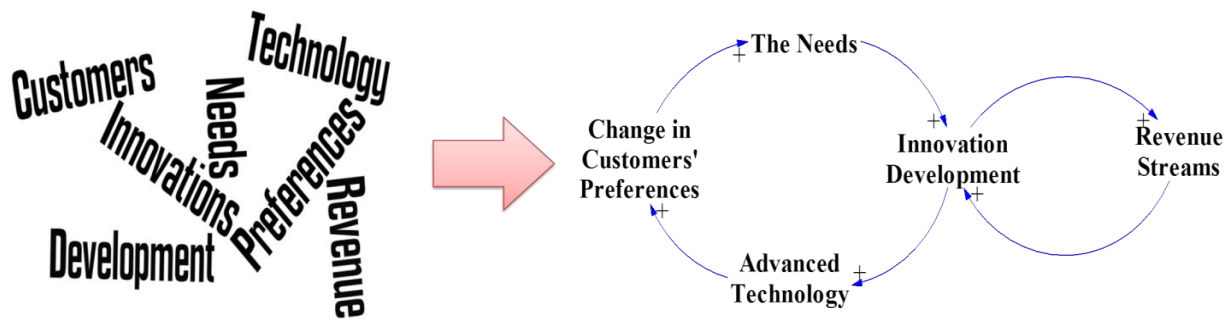 Technology
Customers
Needs
Innovations
Preferences
Revenue
Development
+
The Needs
Change in
Customers'
Preferences
+
+
Innovation
Development
+
+
Revenue
Streams
Advanced
Technology
+